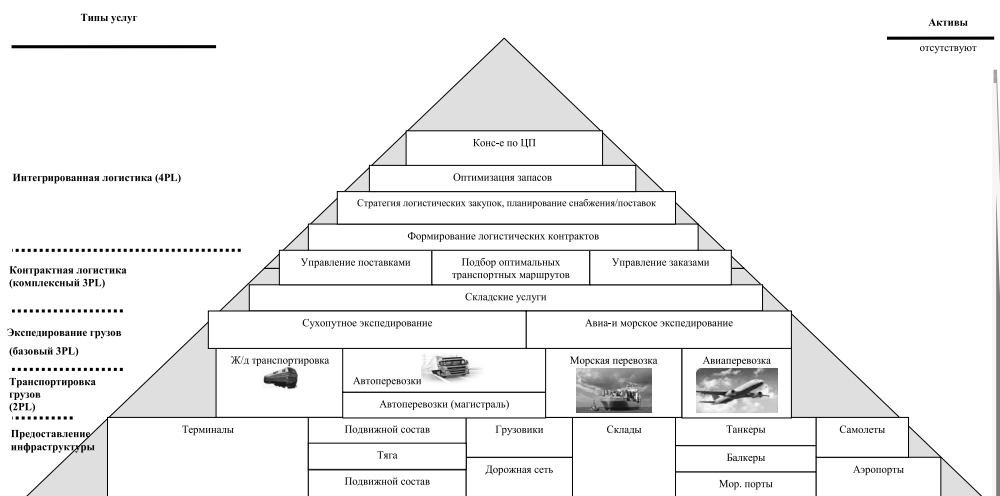 Типы услуг
Активы
отсутствуют
Конс-е по ЦП
Интегрированная логистика (4PL)
Оптимизация запасов
Стратегия логистических закупок, планирование снабжения/поставок
Формирование логистических контрактов
Контрактная логистика
(комплексный 3PL)
Управление поставками
Подбор оптимальных
транспортных маршрутов
Управление заказами
Складские услуги
Экспедирование грузов
(базовый 3PL)
Сухопутное экспедирование
Авиа-и морское экспедирование
Транспортировка
грузов
(2PL)
Ж/д транспортировка
Автоперевозки
Автоперевозки (магистраль)
Морская перевозка
Авиаперевозка
Предоставление
инфраструктуры
Терминалы
Подвижной состав
Тяга
Подвижной состав
Грузовики
Дорожная сеть
Склады
Танкеры
Балкеры
Мор. порты
Самолеты
Аэропорты